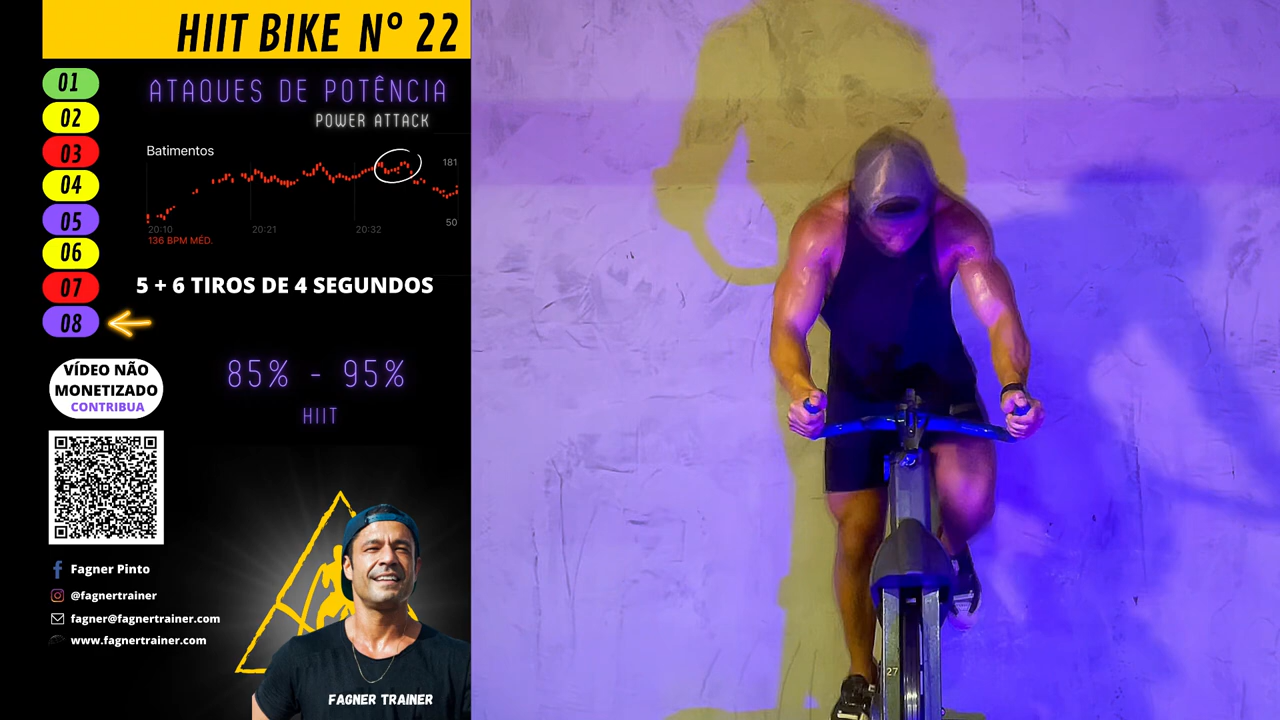 HIIT BIKE Nº 22
01
02
03
04
05
06
07
08
ATAQUES DE POTÊNCIA
POWER ATTACK
Batimentos
181
50
20:10
20:21
20:32
136 BPM MÉD.
5 + 6 TIROS DE 4 SEGUNDOS
85% - 95%
HIIT
VÍDEO NÃO
MONETIZADO
CONTRIBUA
Fagner Pinto
@fagnertrainer
fagner@fagnertrainer.com
www.fagnertrainer.com
FAGNER TRAINER
27